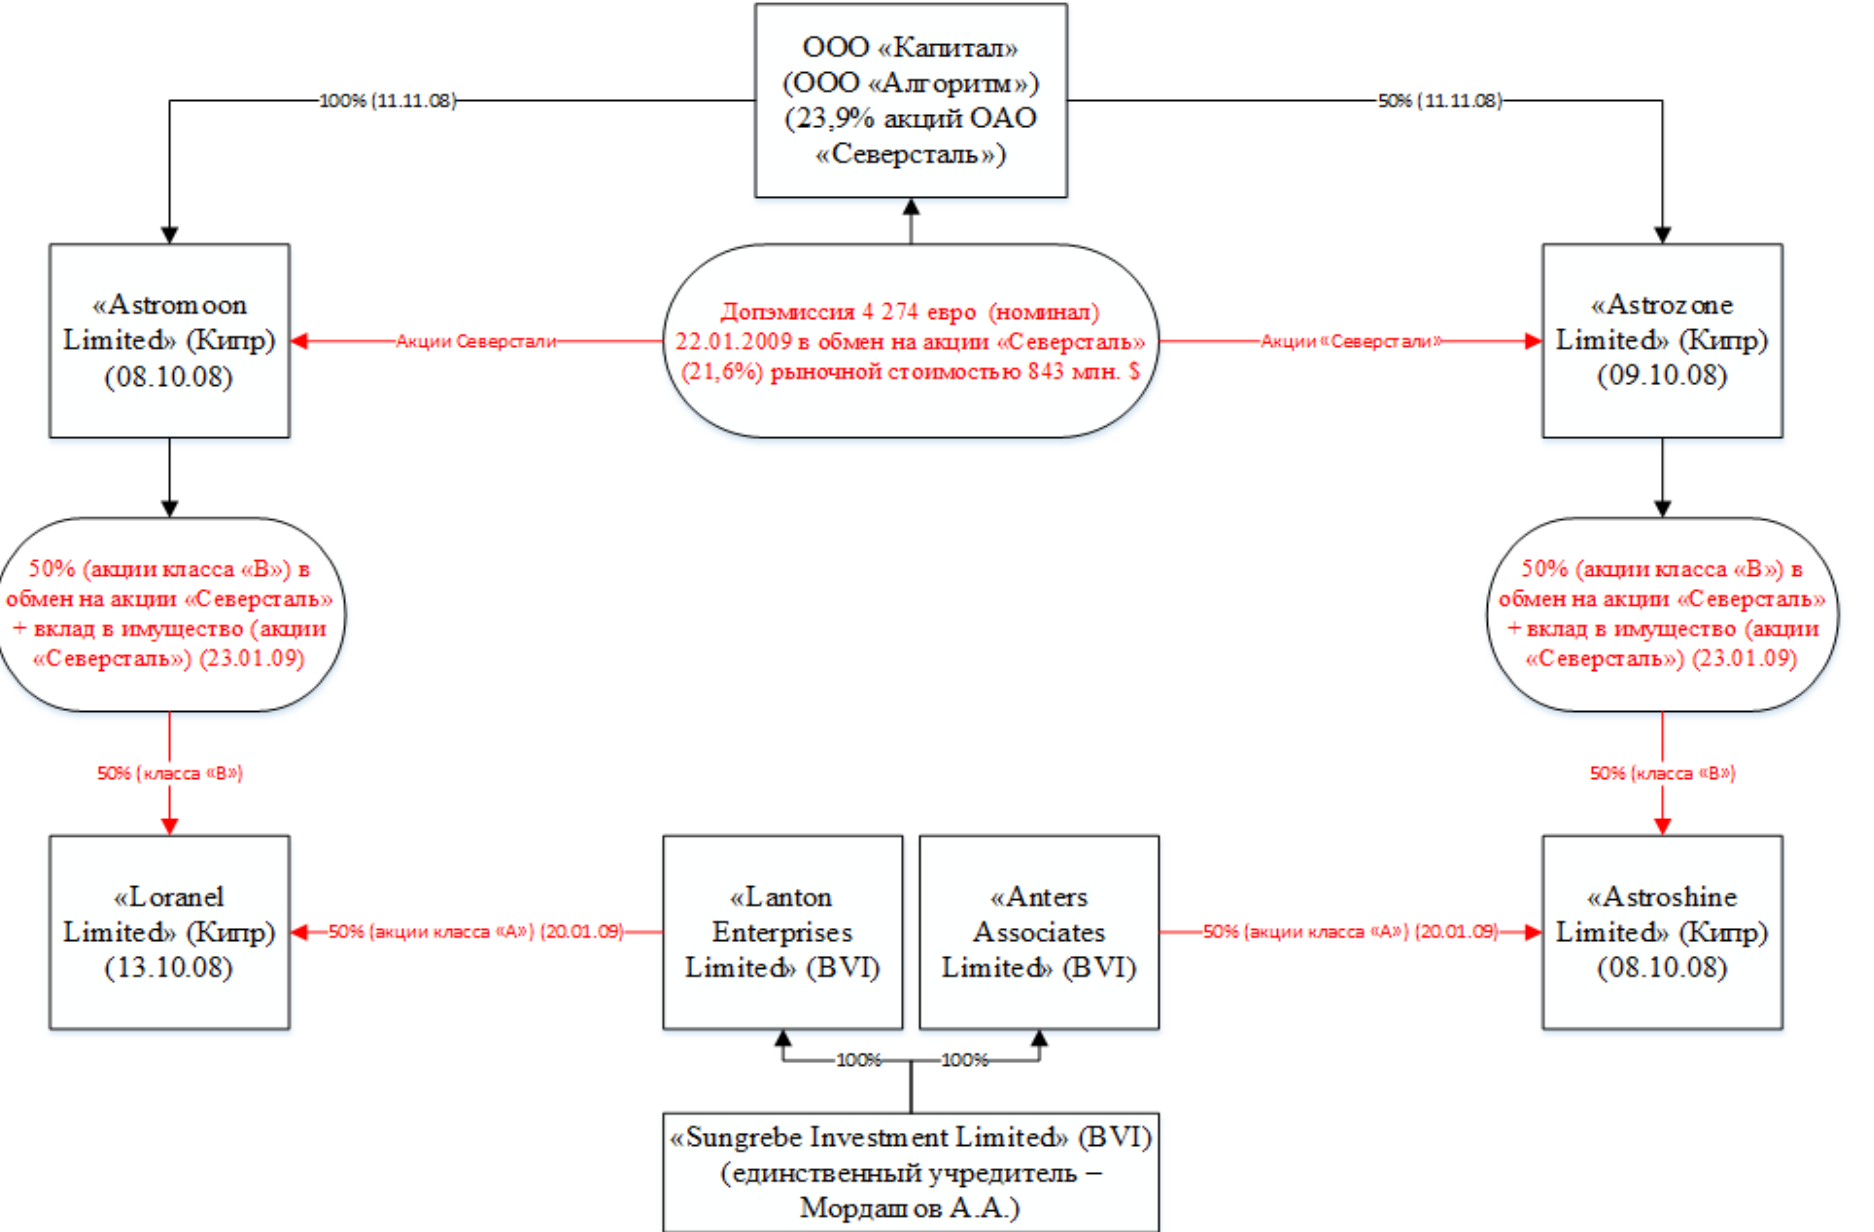 ООО «Капитал»
(ООО «Алгоритм»)
(23,9% акций ОАО
«Северсталь»)
100% (11.11.08)
50% (11.11.08)
«Astromoon
Limited» (Кипр)
(08.10.08)
Акции Северстали
Допэмиссия 4 274 евро (номинал)
22.01.2009 в обмен на акции «Северсталь»
(21,6%) рыночной стоимостью 843 млн. $
Акции «Северстали»
«Astrozone
Limited» (Кипр)
(09.10.08)
50% (акции класса «В») в
обмен на акции «Северсталь»
+ вклад в имущество (акции
«Северсталь») (23.01.09)
50% (акции класса «В») в
обмен на акции «Северсталь»
+ вклад в имущество (акции
«Северсталь») (23.01.09)
50% (класса «В»)
50% (класса «В»)
«Loranel
Limited» (Кипр)
(13.10.08)
50% (акции класса «А») (20.01.09)
«Lanton
Enterprises
Limited» (BVI)
«Anters
Associates
Limited» (BVI)
50% (акции класса «А») (20.01.09)
«Astroshine
Limited» (Кипр)
(08.10.08)
100%
100%
«Sungrebe Investment Limited» (BVI)
(единственный учредитель –
Мордашов А.А.)